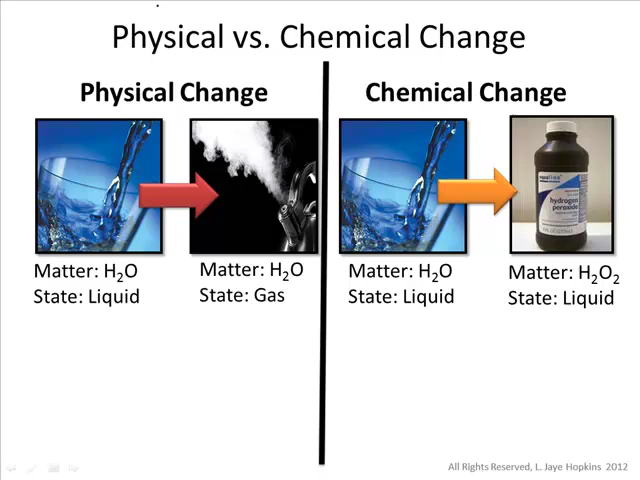 Physical vs. Chemical Change
Physical Change
Matter: H₂O
State: Liquid
Matter: H₂O
State: Gas
Chemical Change
Matter: H₂O
State: Liquid
hydrogen
peroxide
Matter: H₂O₂
State: Liquid
All Rights Reserved, L. Jaye Hopkins 2012